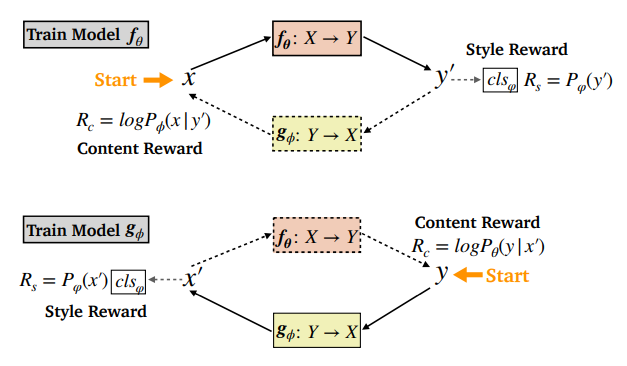 Train Model f_θ
f_θ: X → Y
Style Reward
Start
x
y′
cls_φ
R_s = P_φ(y′)
R_c = logP_ϕ(x|y′)
g_ϕ: Y → X
Content Reward
Train Model g_ϕ
f_θ: X → Y
Content Reward
R_c = logP_θ(y|x′)
R_s = P_φ(x′)
cls_φ
x′
y
Start
Style Reward
g_ϕ: Y → X